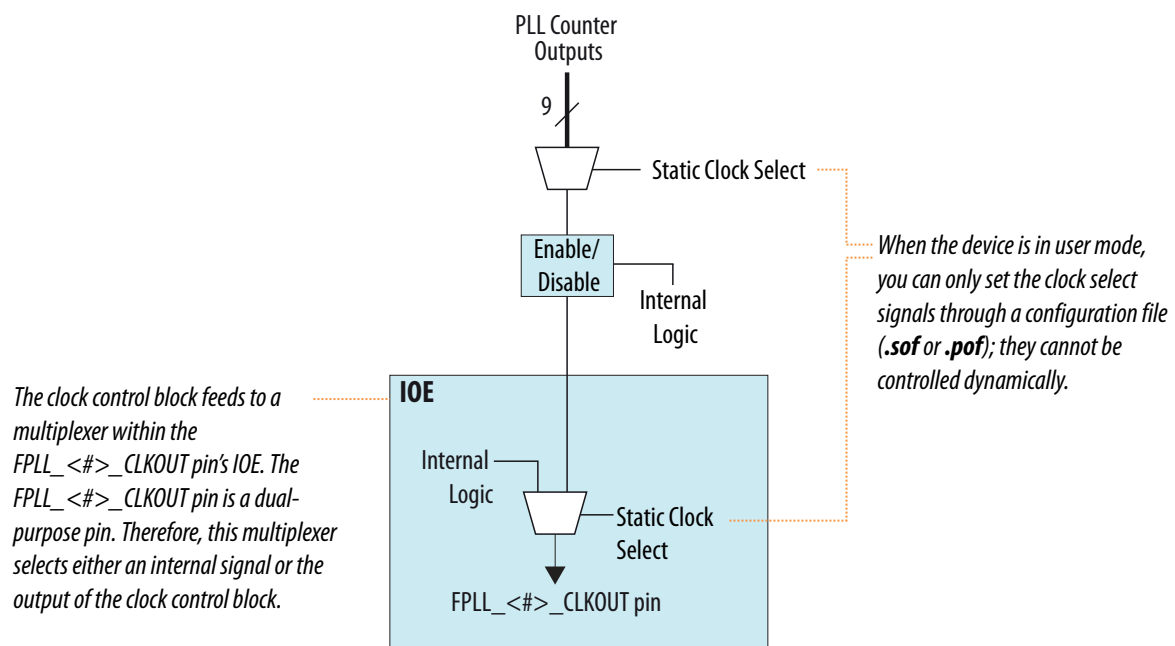 PLL Counter
Outputs
9
Static Clock Select
Enable/
Disable
Internal
Logic
When the device is in user mode,
you can only set the clock select
signals through a configuration file
(.sof or .pof); they cannot be
controlled dynamically.
IOE
The clock control block feeds to a
multiplexer within the
FPLL_<#>_CLKOUT pin’s IOE. The
FPLL_<#>_CLKOUT pin is a dual-
purpose pin. Therefore, this multiplexer
selects either an internal signal or the
output of the clock control block.
Internal
Logic
Static Clock
Select
FPLL_<#>_CLKOUT pin